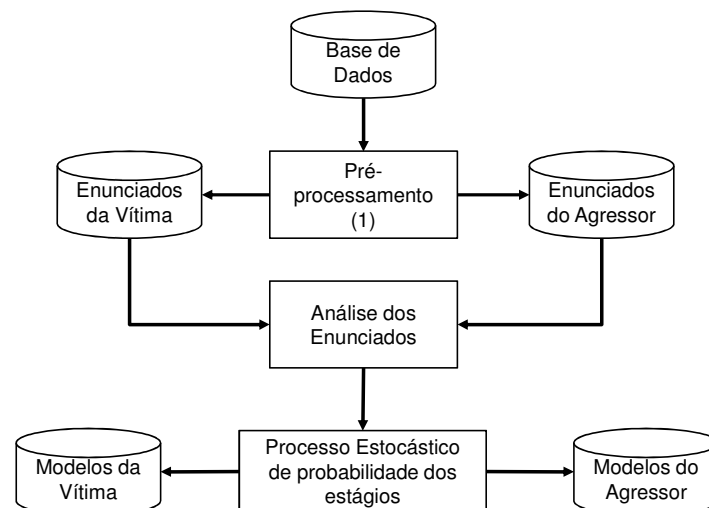 Base de
Dados
Pré-
processamento
(1)
Enunciados
da Vítima
Enunciados
do Agressor
Análise dos
Enunciados
Processo Estocástico
de probabilidade dos
estágios
Modelos da
Vítima
Modelos do
Agressor